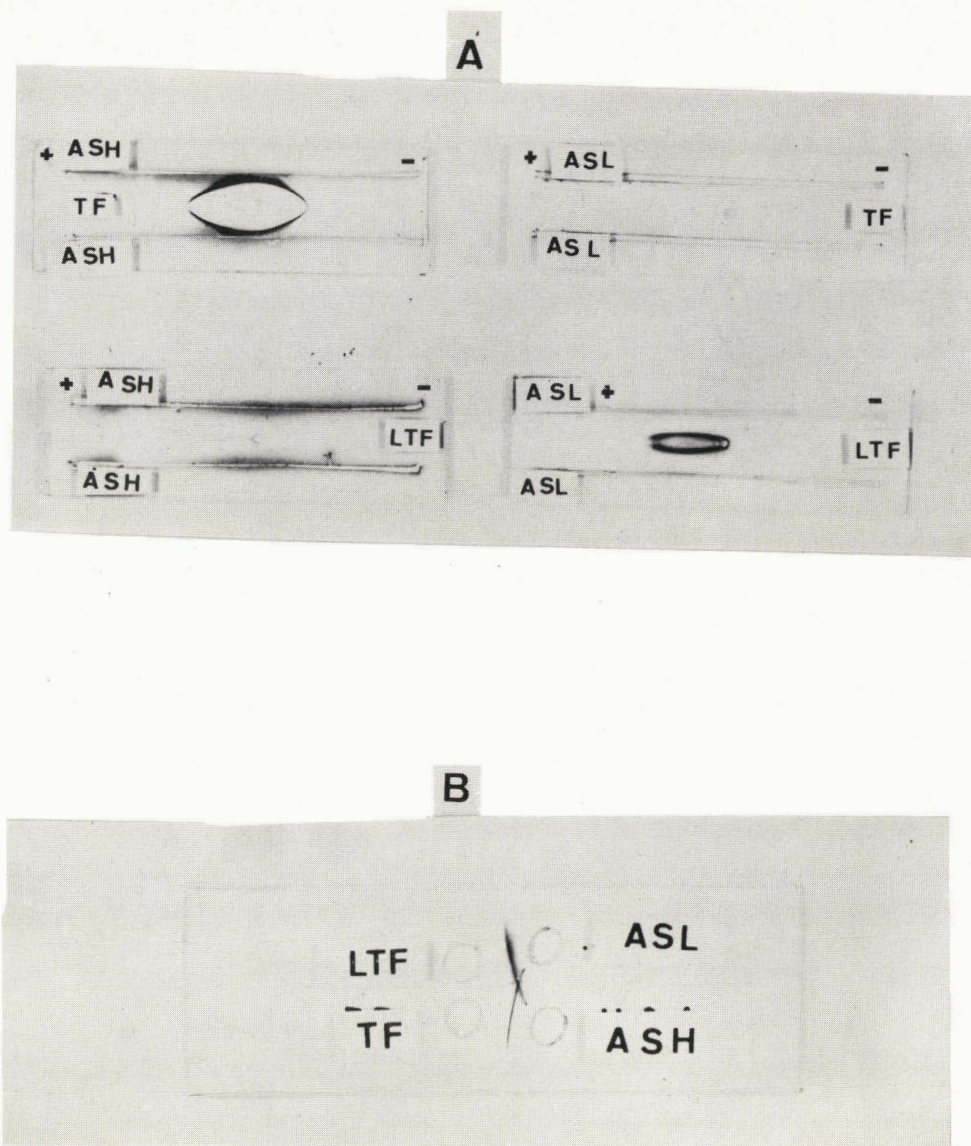 A
+ ASH -
TF
ASH
+ ASL -
TF
ASL
+ ASH -
LTF
ASH
ASL + -
LTF
ASL
B
LTF ASL
TF ASH